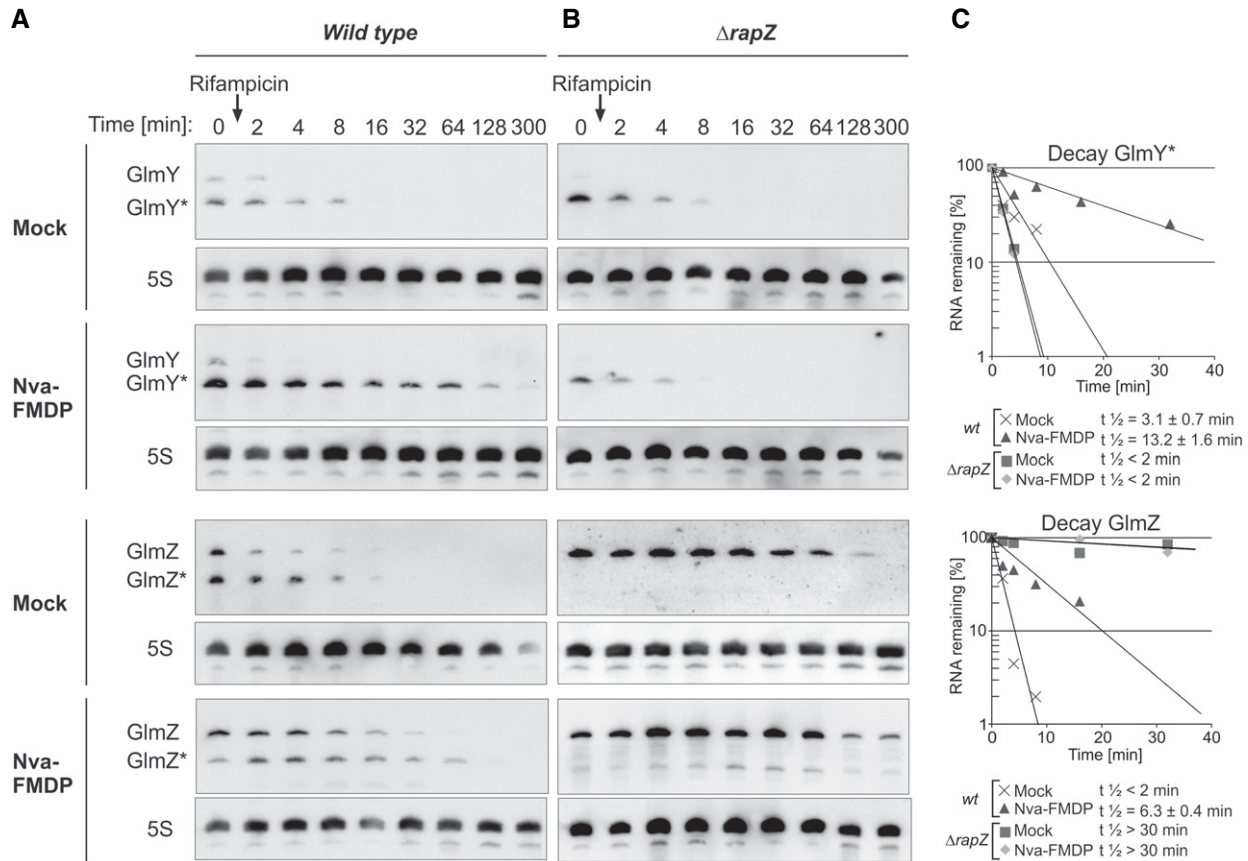 A
B
C
Wild type
ΔrapZ
Rifampicin
Rifampicin
Time [min]: 0 2 4 8 16 32 64 128 300
0 2 4 8 16 32 64 128 300
Mock
GlmY
GlmY*
5S
Nva-
FMDP
GlmY
GlmY*
5S
Mock
GlmZ
GlmZ*
5S
Nva-
FMDP
GlmZ
GlmZ*
5S
Decay GlmY*
RNA remaining [%]
100
10
1
0 10 20 30 40
Time [min]
wt
Mock t ½ = 3.1 ± 0.7 min
Nva-FMDP t ½ = 13.2 ± 1.6 min
ΔrapZ
Mock t ½ < 2 min
Nva-FMDP t ½ < 2 min
Decay GlmZ
RNA remaining [%]
100
10
1
0 10 20 30 40
Time [min]
wt
Mock t ½ < 2 min
Nva-FMDP t ½ = 6.3 ± 0.4 min
ΔrapZ
Mock t ½ > 30 min
Nva-FMDP t ½ > 30 min